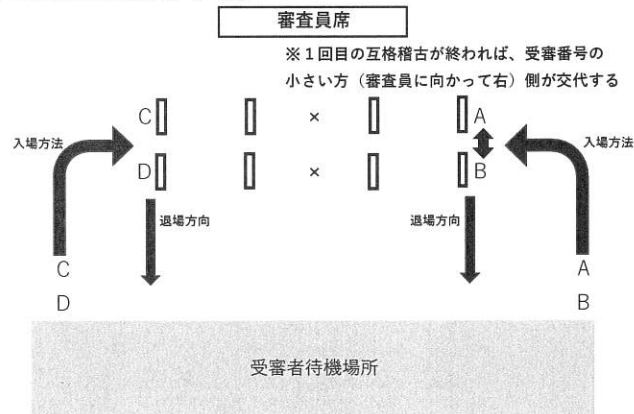 審査員席
※１回目の互格稽古が終われば、受審番号の
小さい方（審査員に向かって右）側が交代する
C × A
入場方法 入場方法
D × B
退場方向 退場方向
C A
D B
受審者待機場所